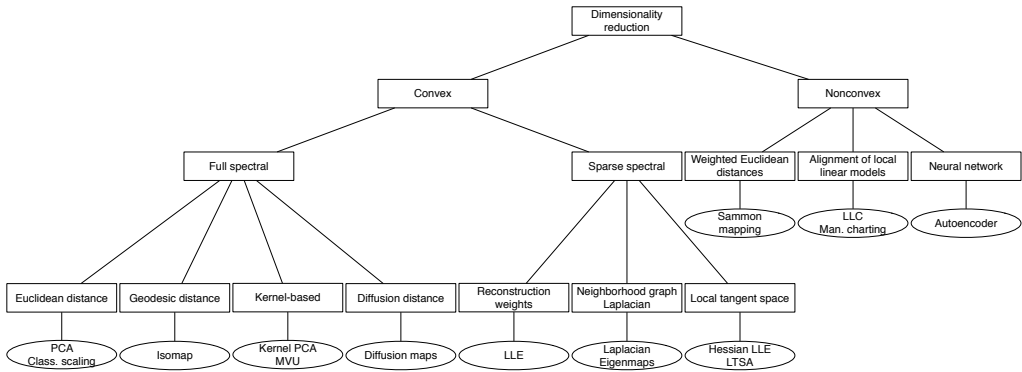 Dimensionality
reduction
Convex
Nonconvex
Full spectral
Sparse spectral
Weighted Euclidean
distances
Alignment of local
linear models
Neural network
Sammon
mapping
LLC
Man. charting
Autoencoder
Euclidean distance
Geodesic distance
Kernel-based
Diffusion distance
Reconstruction
weights
Neighborhood graph
Laplacian
Local tangent space
PCA
Class. scaling
Isomap
Kernel PCA
MVU
Diffusion maps
LLE
Laplacian
Eigenmaps
Hessian LLE
LTSA